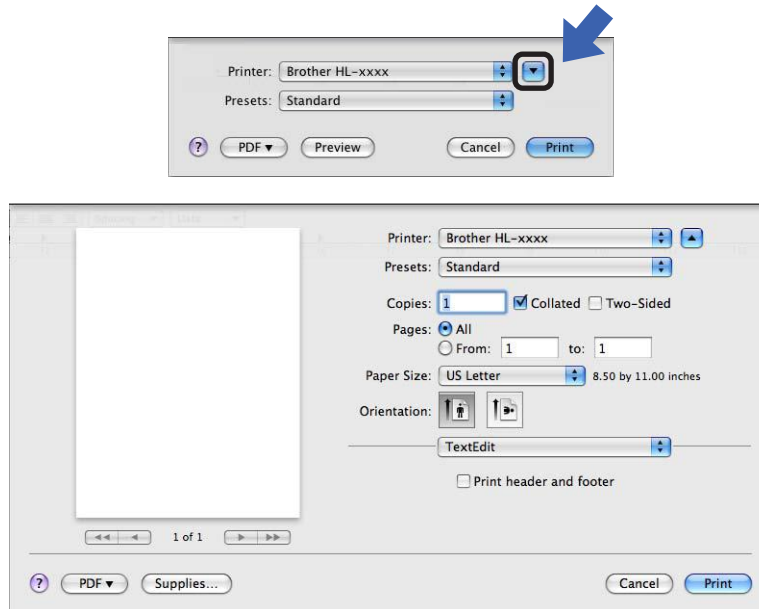 Printer: Brother HL-xxxx
Presets: Standard
? PDF▼ Preview Cancel Print
Printer: Brother HL-xxxx
Presets: Standard
Copies: 1 Collated Two-Sided
Pages: All
From: 1 to: 1
Paper Size: US Letter 8.50 by 11.00 inches
Orientation:
TextEdit
Print header and footer
1 of 1
? PDF▼ Supplies... Cancel Print